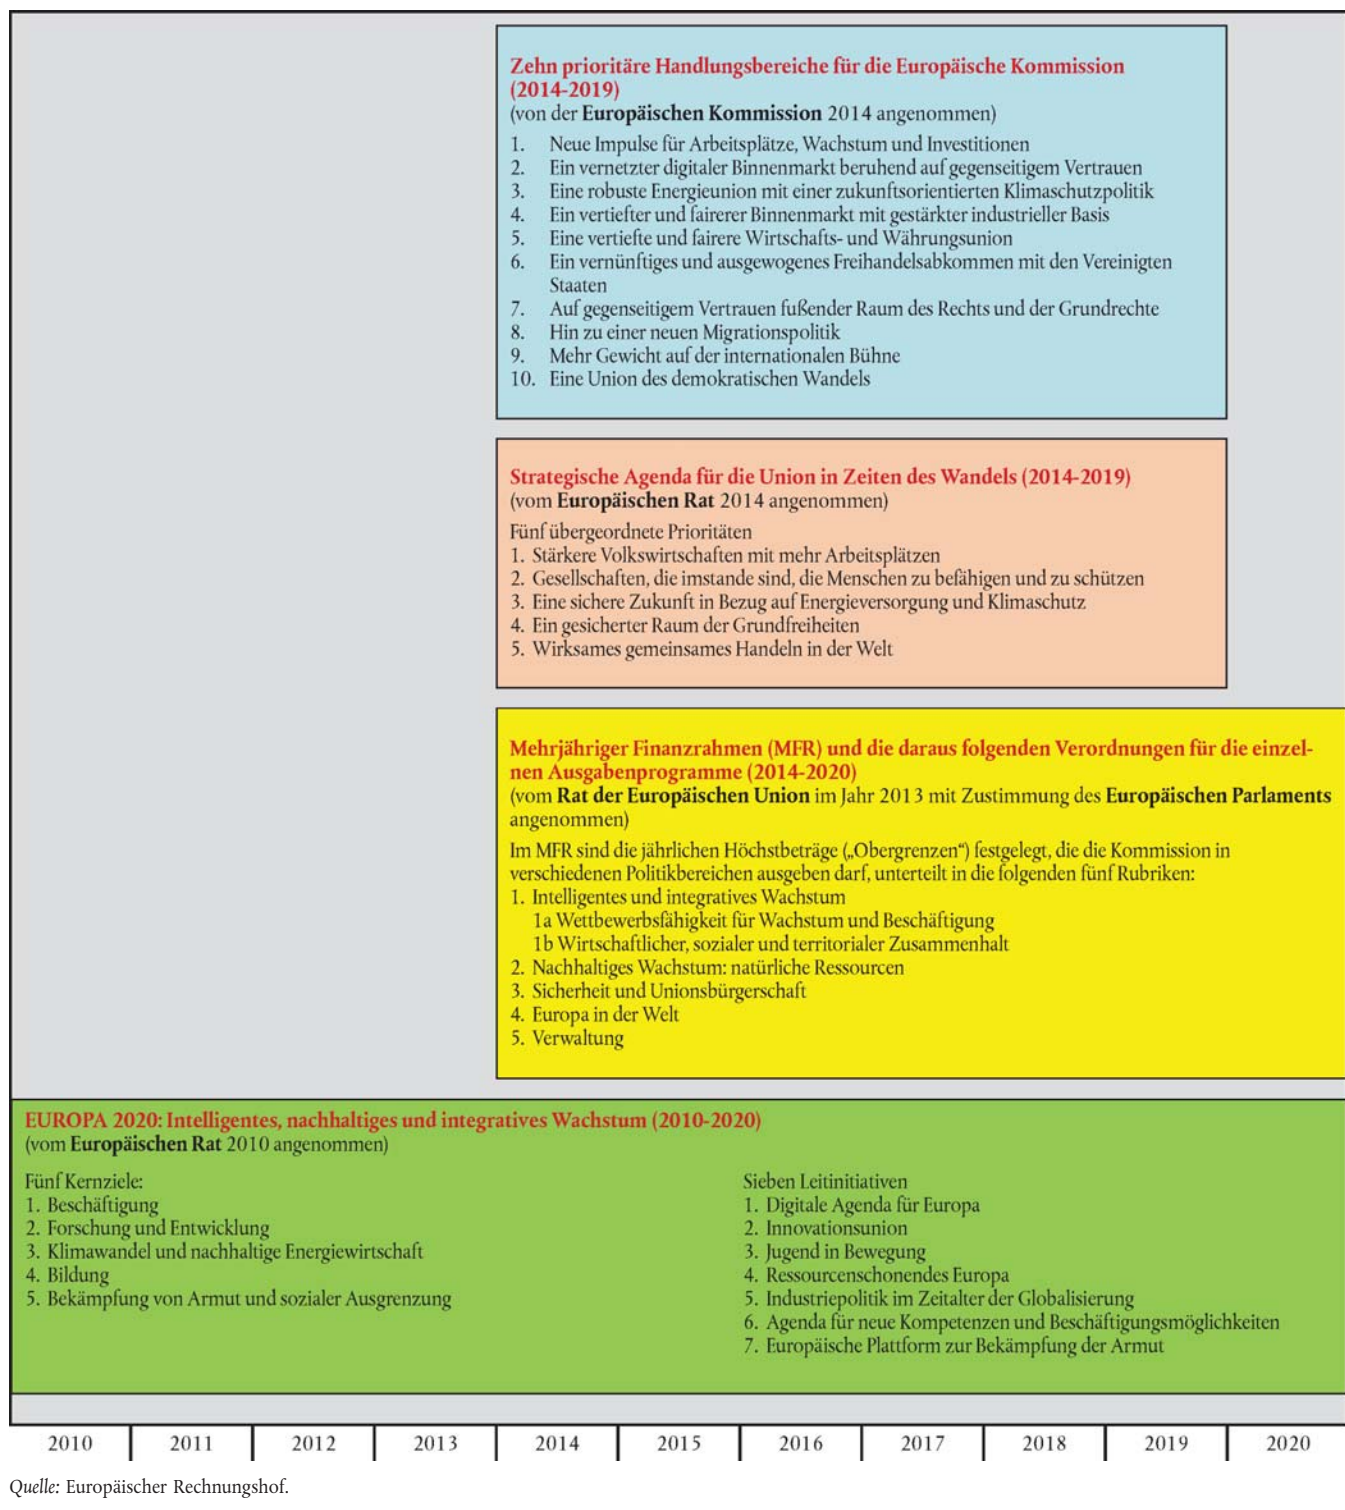 Zehn prioritäre Handlungsbereiche für die Europäische Kommission
(2014-2019)
(von der Europäischen Kommission 2014 angenommen)
1. Neue Impulse für Arbeitsplätze, Wachstum und Investitionen
2. Ein vernetzter digitaler Binnenmarkt beruhend auf gegenseitigem Vertrauen
3. Eine robuste Energieunion mit einer zukunftsorientierten Klimaschutzpolitik
4. Ein vertiefter und fairerer Binnenmarkt mit gestärkter industrieller Basis
5. Eine vertiefte und fairere Wirtschafts- und Währungsunion
6. Ein vernünftiges und ausgewogenes Freihandelsabkommen mit den Vereinigten
Staaten
7. Auf gegenseitigem Vertrauen fußender Raum des Rechts und der Grundrechte
8. Hin zu einer neuen Migrationspolitik
9. Mehr Gewicht auf der internationalen Bühne
10. Eine Union des demokratischen Wandels
Strategische Agenda für die Union in Zeiten des Wandels (2014-2019)
(vom Europäischen Rat 2014 angenommen)
Fünf übergeordnete Prioritäten
1. Stärkere Volkswirtschaften mit mehr Arbeitsplätzen
2. Gesellschaften, die imstande sind, die Menschen zu befähigen und zu schützen
3. Eine sichere Zukunft in Bezug auf Energieversorgung und Klimaschutz
4. Ein gesicherter Raum der Grundfreiheiten
5. Wirksames gemeinsames Handeln in der Welt
Mehrjähriger Finanzrahmen (MFR) und die daraus folgenden Verordnungen für die einzel-
nen Ausgabenprogramme (2014-2020)
(vom Rat der Europäischen Union im Jahr 2013 mit Zustimmung des Europäischen Parlaments
angenommen)
Im MFR sind die jährlichen Höchstbeträge („Obergrenzen“) festgelegt, die die Kommission in
verschiedenen Politikbereichen ausgeben darf, unterteilt in die folgenden fünf Rubriken:
1. Intelligentes und integratives Wachstum
1a Wettbewerbsfähigkeit für Wachstum und Beschäftigung
1b Wirtschaftlicher, sozialer und territorialer Zusammenhalt
2. Nachhaltiges Wachstum: natürliche Ressourcen
3. Sicherheit und Unionsbürgerschaft
4. Europa in der Welt
5. Verwaltung
EUROPA 2020: Intelligentes, nachhaltiges und integratives Wachstum (2010-2020)
(vom Europäischen Rat 2010 angenommen)
Fünf Kernziele:
1. Beschäftigung
2. Forschung und Entwicklung
3. Klimawandel und nachhaltige Energiewirtschaft
4. Bildung
5. Bekämpfung von Armut und sozialer Ausgrenzung
Sieben Leitinitiativen
1. Digitale Agenda für Europa
2. Innovationsunion
3. Jugend in Bewegung
4. Ressourcenschonendes Europa
5. Industriepolitik im Zeitalter der Globalisierung
6. Agenda für neue Kompetenzen und Beschäftigungsmöglichkeiten
7. Europäische Plattform zur Bekämpfung der Armut
2010 2011 2012 2013 2014 2015 2016 2017 2018 2019 2020
Quelle: Europäischer Rechnungshof.